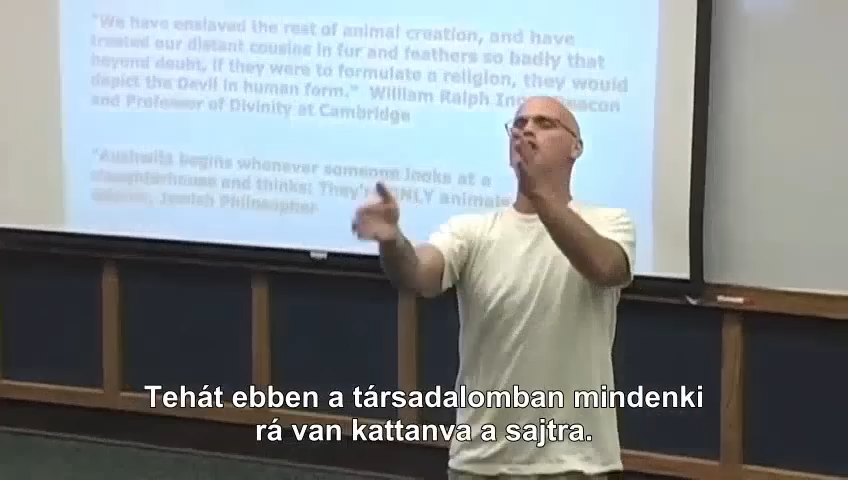 "We have enslaved the rest of animal creation, and have
treated our distant cousins in fur and feathers so badly that
beyond doubt, if they were to formulate a religion, they would
depict the Devil in human form." William Ralph
and Professor of Divinity at Cambridge
"Auschwitz begins whenever someone looks at a
slaughterhouse and thinks: They're ONLY animals
Jewish Philosopher
Tehát ebben a társadalomban mindenki
rá van kattanva a sajtra.